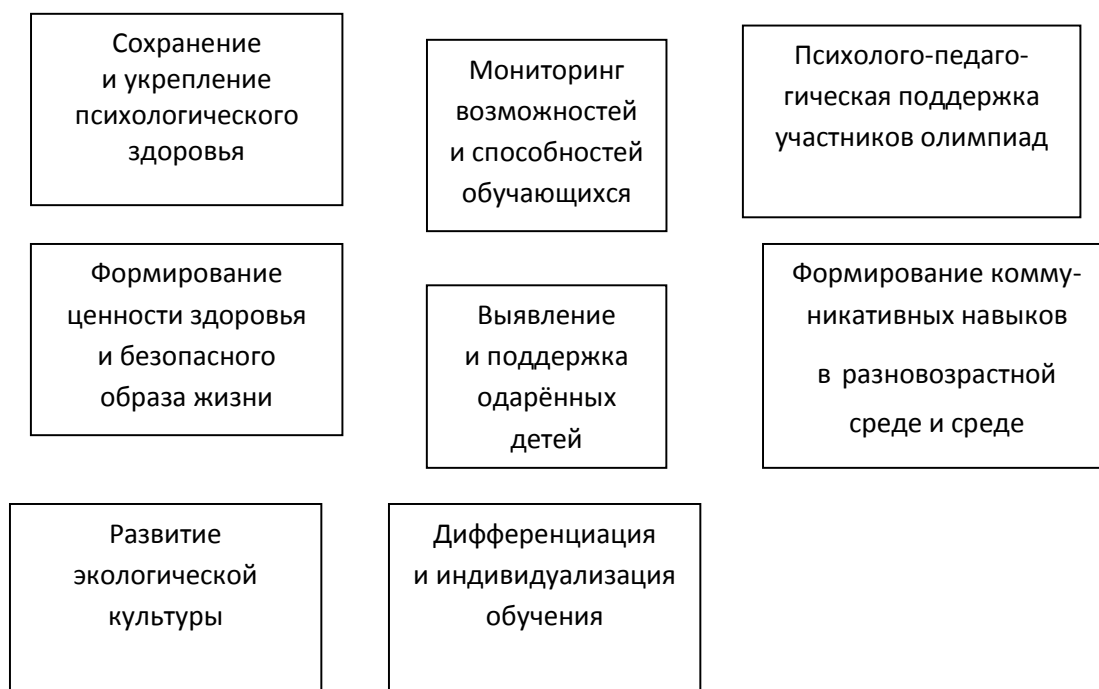 Сохранение
и укрепление
психологического
здоровья
Мониторинг
возможностей
и способностей
обучающихся
Психолого-педаго-
гическая поддержка
участников олимпиад
Формирование
ценности здоровья
и безопасного
образа жизни
Выявление
и поддержка
одарённых
детей
Формирование комму-
никативных навыков
в разновозрастной
среде и среде
Развитие
экологической
культуры
Дифференциация
и индивидуализация
обучения